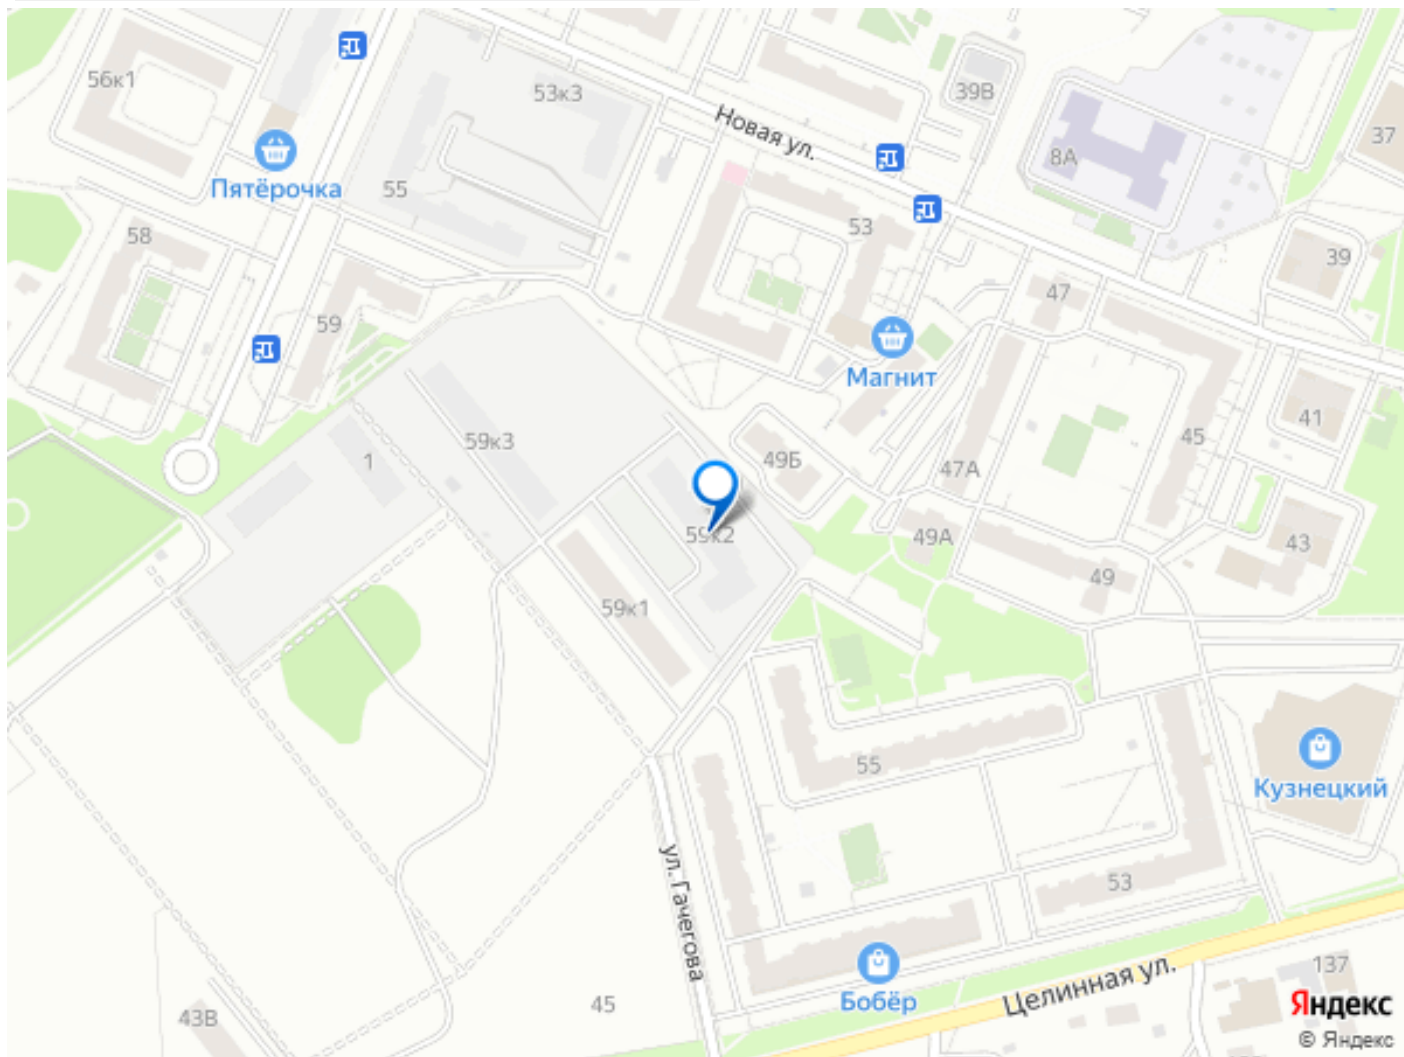 56к1
53к3
39В
Новая ул.
37
8А
Пятёрочка
55
58
53
39
47
59
Магнит
41
45
59к3
1
49Б
47А
59к2
49А
43
49
59к1
55
Кузнецкий
ул. Гачегова
53
Целинная ул.
137
Бобёр
45
43В
Яндекс
© Яндекс